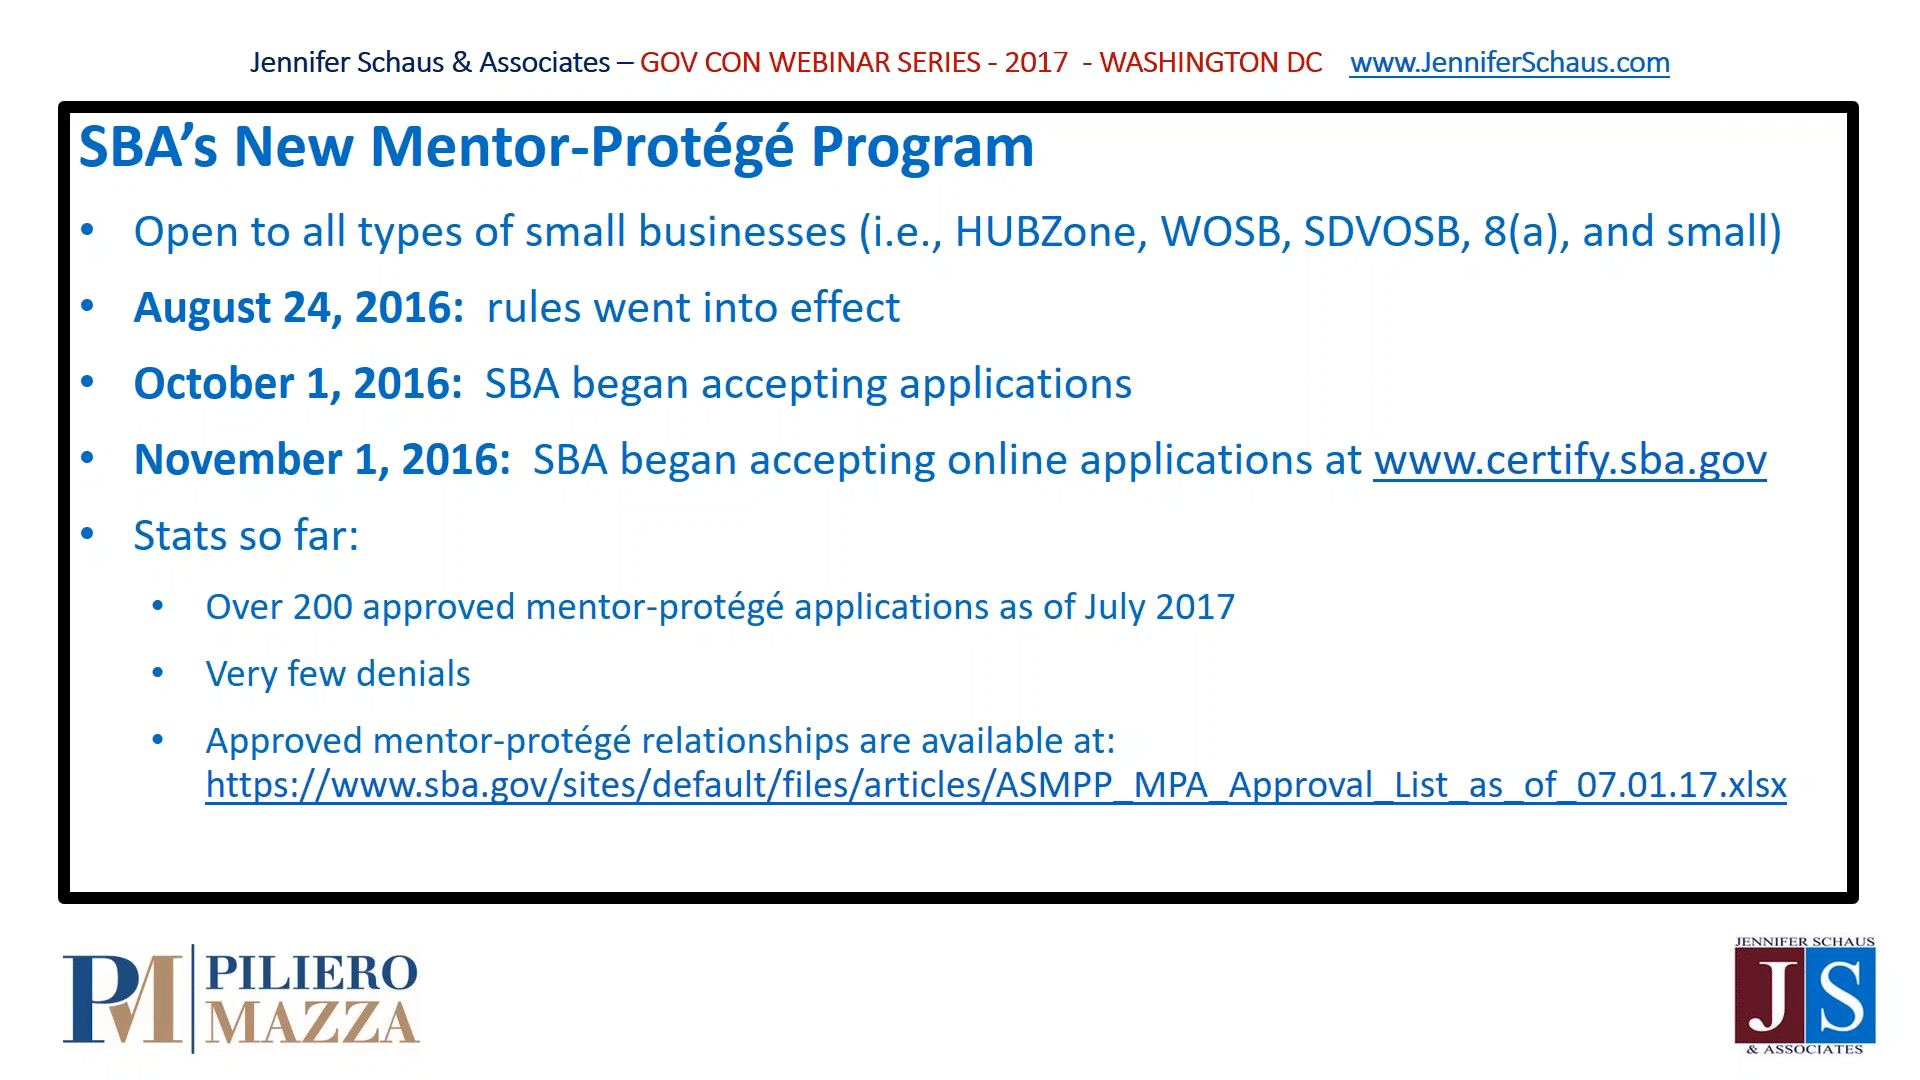 Jennifer Schaus & Associates – GOV CON WEBINAR SERIES - 2017 - WASHINGTON DC www.JenniferSchaus.com
SBA’s New Mentor-Protégé Program
• Open to all types of small businesses (i.e., HUBZone, WOSB, SDVOSB, 8(a), and small)
• August 24, 2016: rules went into effect
• October 1, 2016: SBA began accepting applications
• November 1, 2016: SBA began accepting online applications at www.certify.sba.gov
• Stats so far:
• Over 200 approved mentor-protégé applications as of July 2017
• Very few denials
• Approved mentor-protégé relationships are available at:
https://www.sba.gov/sites/default/files/articles/ASMPP_MPA_Approval_List_as_of_07.01.17.xlsx
PM PILIERO
MAZZA
JENNIFER SCHAUS
JS
& ASSOCIATES